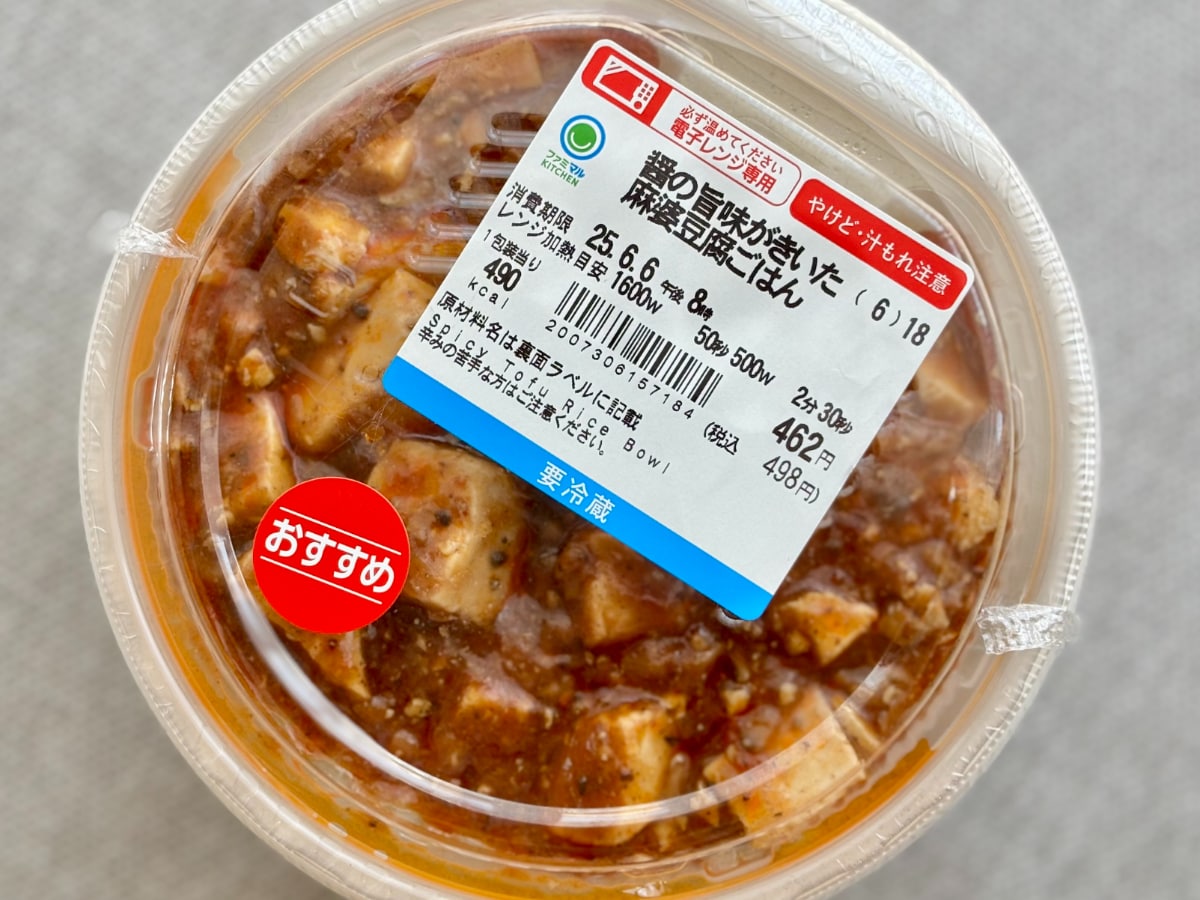 必ず温めてください
電子レンジ専用
やけど・汁もれ注意
ファミマル
KITCHEN
醤の旨味がきいた
麻婆豆腐ごはん
(6)18
消費期限 25.6.6 午後 8時
レンジ加熱目安 1600w 50秒 500w 2分30秒
1包装当り
490
kcal
2007306157184
462円
(税込 498円)
原材料名は裏面ラベルに記載
Spicy Tofu Rice Bowl
辛みの苦手な方はご注意ください。
要冷蔵
おすすめ